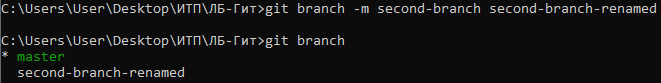 C:\Users\User\Desktop\ИТП\ЛБ-Гит>git branch -m second-branch second-branch-renamed
C:\Users\User\Desktop\ИТП\ЛБ-Гит>git branch
* master
  second-branch-renamed